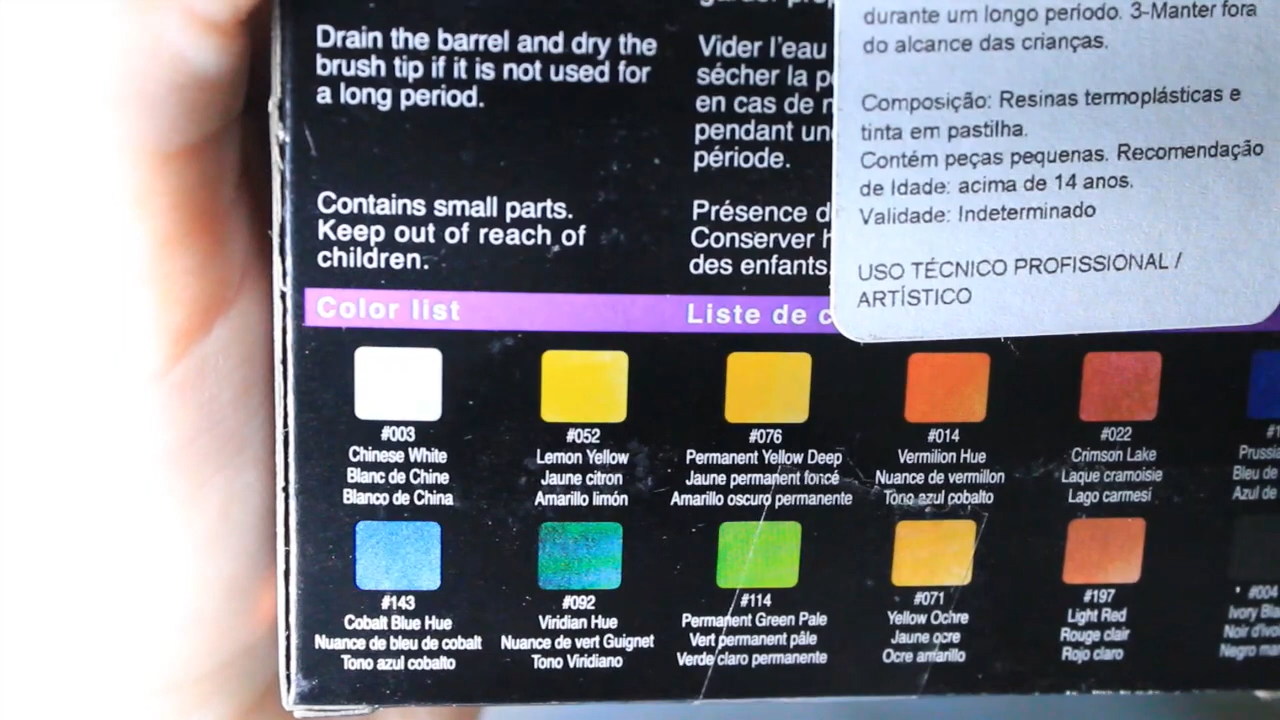 Drain the barrel and dry the
brush tip if it is not used for
a long period.
Contains small parts.
Keep out of reach of
children.
Vider l'eau
sécher la
en cas de
pendant
période.
Présence
Conserver
des enfants
durante um longo período. 3-Manter fora
do alcance das crianças.
Composição: Resinas termoplásticas e
tinta em pastilha.
Contém peças pequenas. Recomendação
de Idade: acima de 14 anos.
Validade: Indeterminado
USO TÉCNICO PROFISSIONAL /
ARTÍSTICO
Color list
Liste de
#003
Chinese White
Blanc de Chine
Blanco de China
#052
Lemon Yellow
Jaune citron
Amarillo limón
#076
Permanent Yellow Deep
Jaune permanent foncé
Amarillo oscuro permanente
#014
Vermilion Hue
Nuance de vermillon
Tono azul cobalto
#022
Crimson Lake
Laque cramoisie
Lago carmesí
Bleu de
Azul de
#143
Cobalt Blue Hue
Nuance de bleu de cobalt
Tono azul cobalto
#092
Viridian Hue
Nuance de vert Guignet
Tono Viridiano
#114
Permanent Green Pale
Vert permanent pâle
Verde claro permanente
#071
Yellow Ochre
Jaune ocre
Ocre amarillo
#197
Light Red
Rouge clair
Rojo claro
#004
Ivory
Noir
Negro